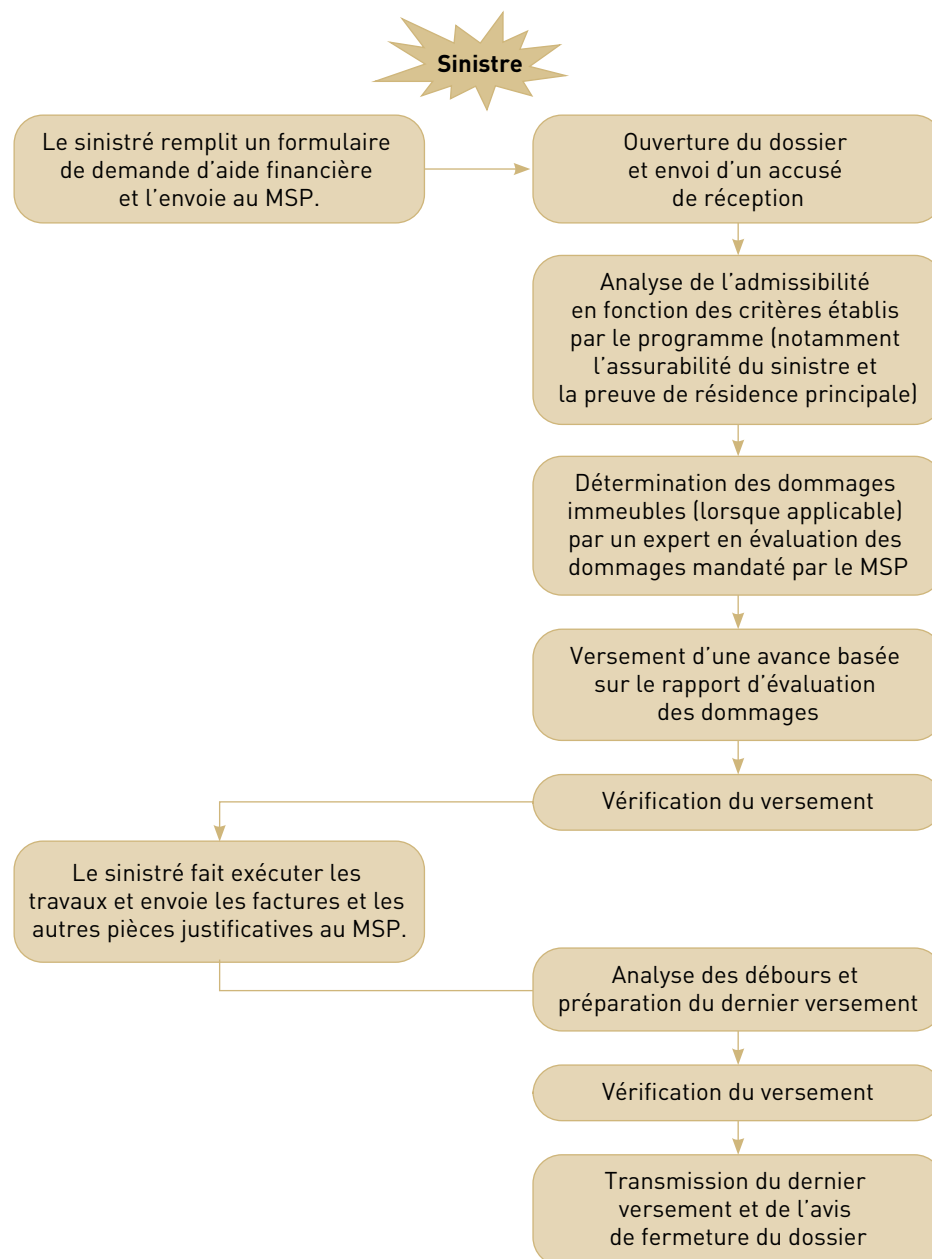 Sinistre
Le sinistré remplit un formulaire
de demande d'aide financière
et l'envoie au MSP.
Ouverture du dossier
et envoi d'un accusé
de réception
Analyse de l'admissibilité
en fonction des critères établis
par le programme (notamment
l'assurabilité du sinistre et
la preuve de résidence principale)
Détermination des dommages
immeubles (lorsque applicable)
par un expert en évaluation des
dommages mandaté par le MSP
Versement d'une avance basée
sur le rapport d'évaluation
des dommages
Vérification du versement
Le sinistré fait exécuter les
travaux et envoie les factures et les
autres pièces justificatives au MSP.
Analyse des débours et
préparation du dernier versement
Vérification du versement
Transmission du dernier
versement et de l'avis
de fermeture du dossier